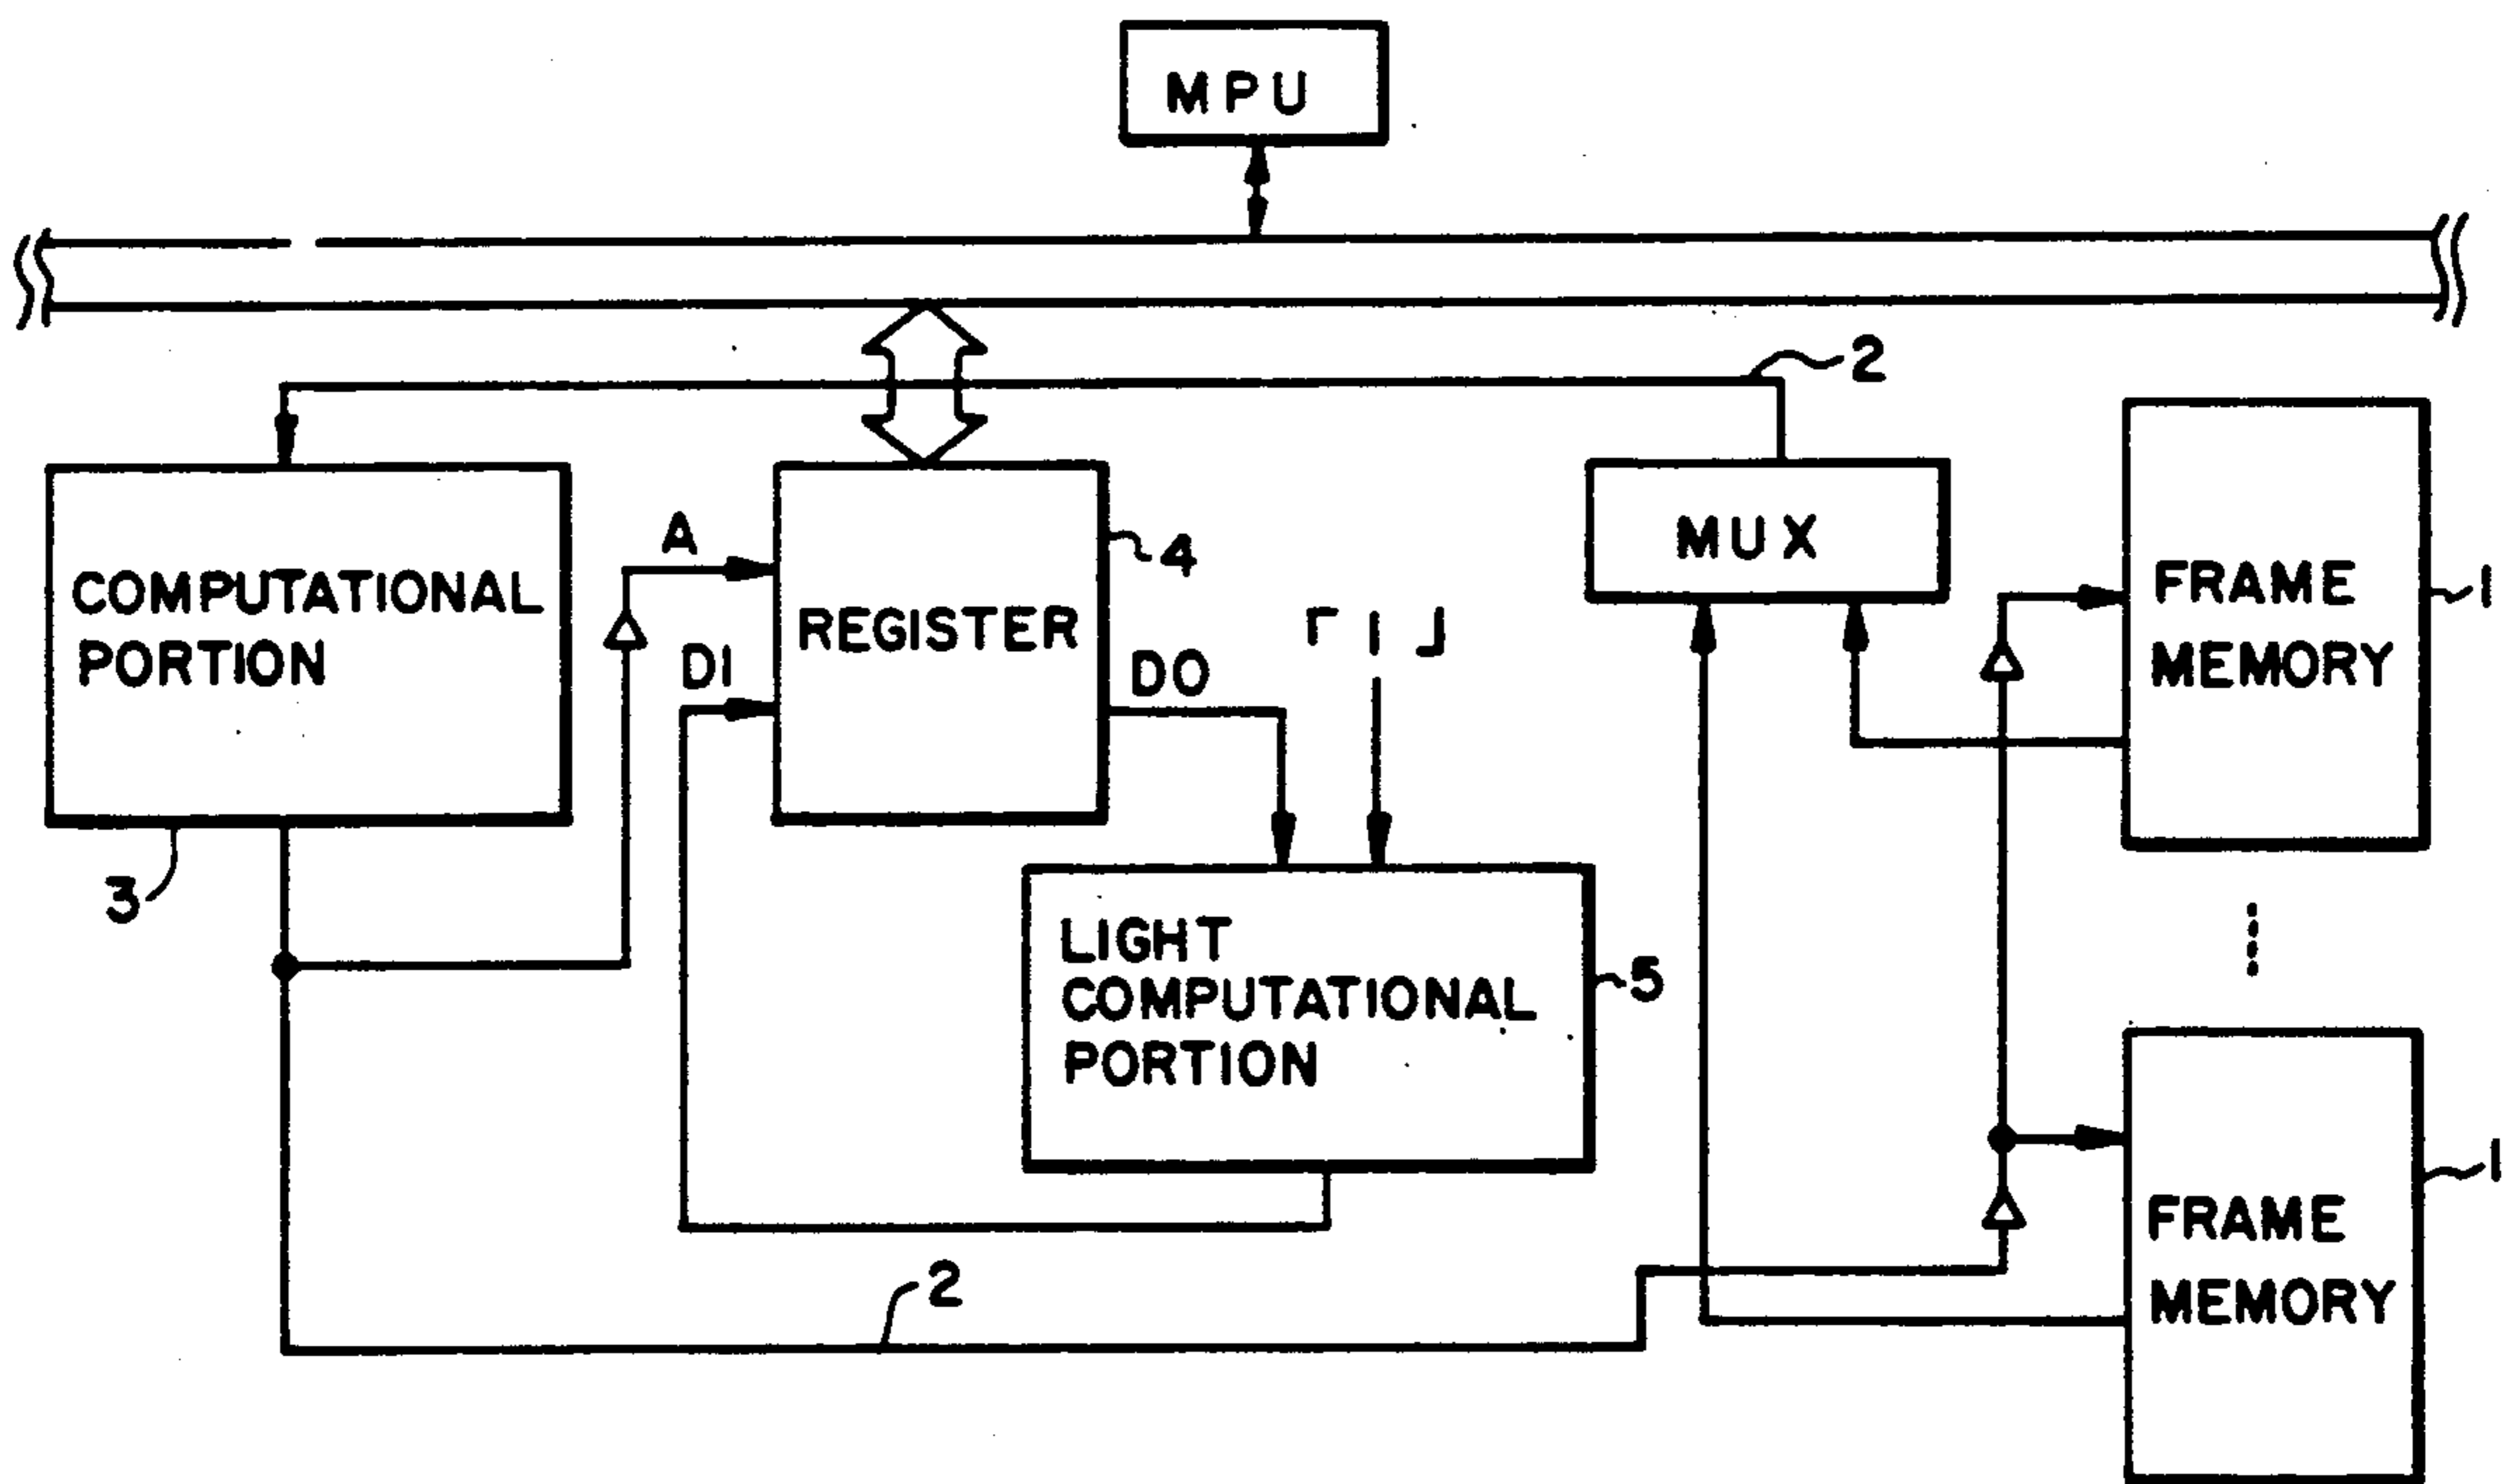 MPU
2
COMPUTATIONAL
PORTION
3
A
DI
REGISTER
4
DO
「 1 」
MUX
FRAME
MEMORY
1
LIGHT
COMPUTATIONAL
PORTION
5
FRAME
MEMORY
1
2